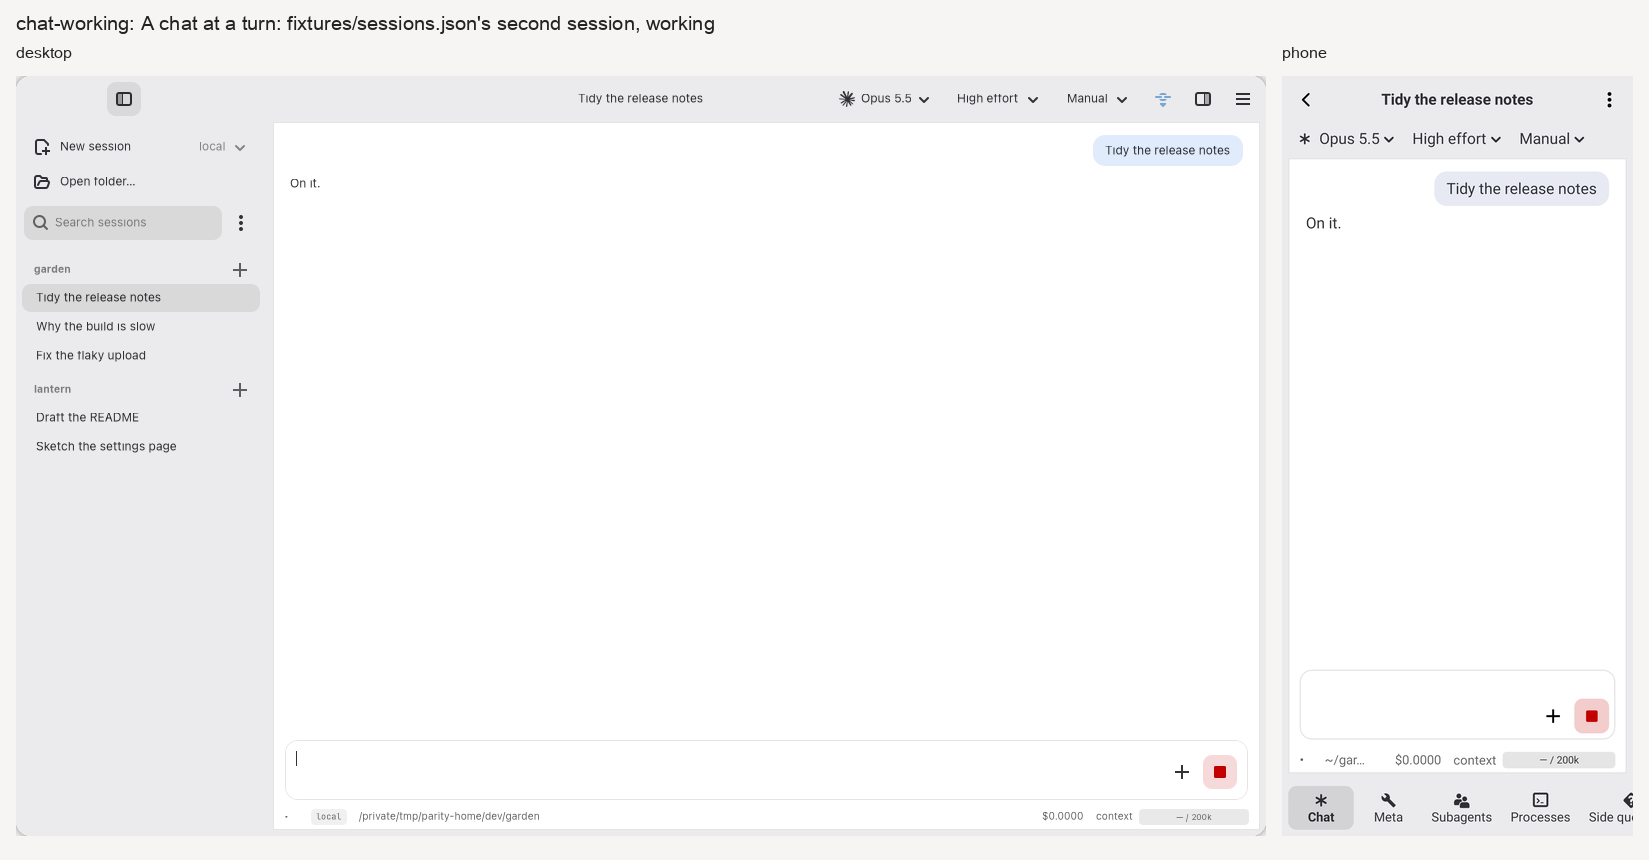 chat-working: A chat at a turn: fixtures/sessions.json's second session, working
desktop
Tidy the release notes
Opus 5.5
High effort
Manual
New session
local
Open folder...
Search sessions
garden
Tidy the release notes
Why the build is slow
Fix the flaky upload
lantern
Draft the README
Sketch the settings page
Tidy the release notes
On it.
local
/private/tmp/parity-home/dev/garden
$0.0000
context
– / 200k
phone
Tidy the release notes
Opus 5.5
High effort
Manual
Tidy the release notes
On it.
~/gar...
$0.0000
context
– / 200k
Chat
Meta
Subagents
Processes
Side